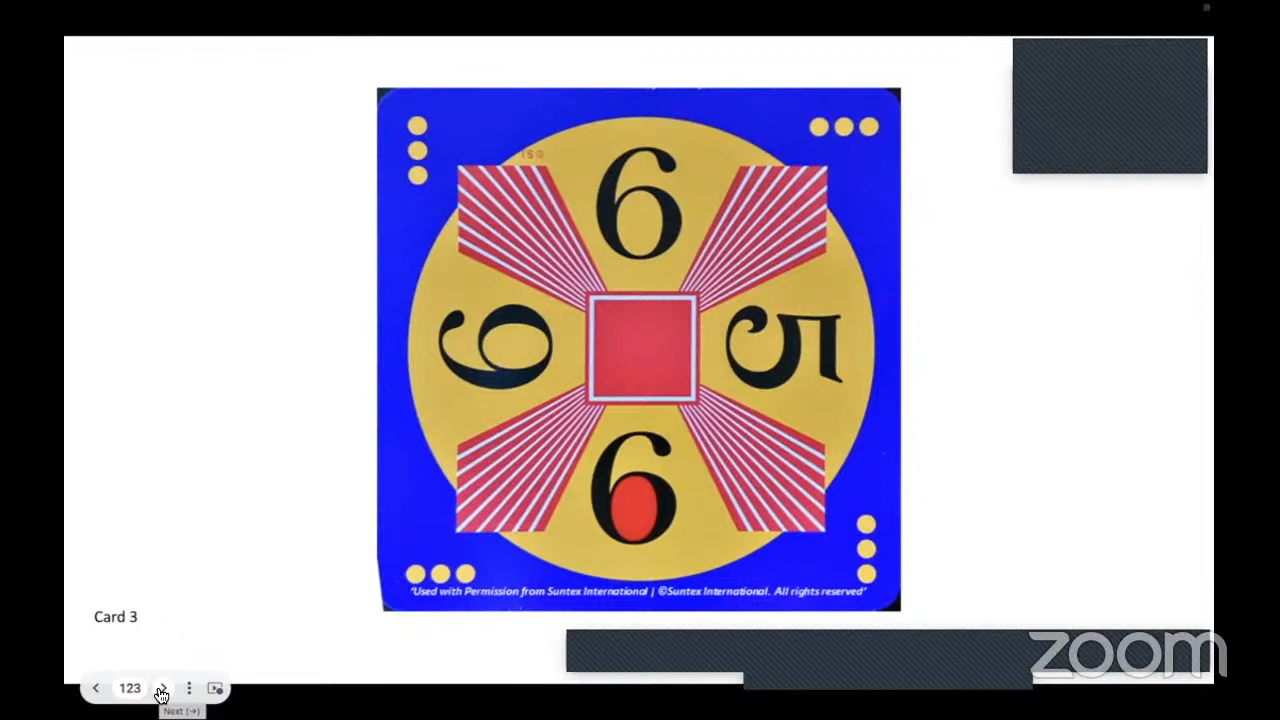 6
6
5
6
"Used with Permission from Suntex International | ©Suntex International. All rights reserved"
Card 3
zoom
123
Next (→)